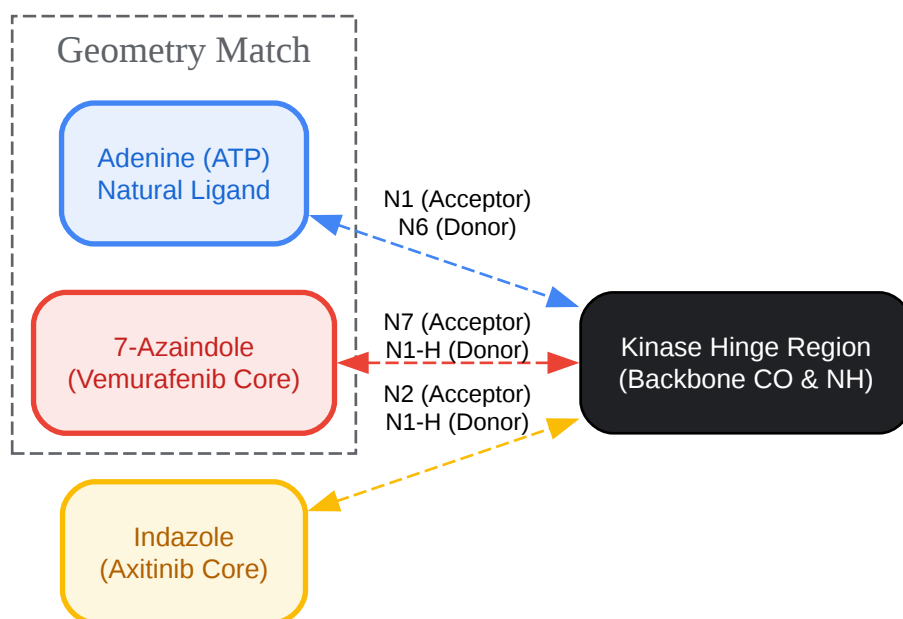 Geometry Match
Adenine (ATP)
Natural Ligand
N1 (Acceptor)
N6 (Donor)
7-Azaindole
(Vemurafenib Core)
N7 (Acceptor)
N1-H (Donor)
Kinase Hinge Region
(Backbone CO & NH)
N2 (Acceptor)
N1-H (Donor)
Indazole
(Axitinib Core)